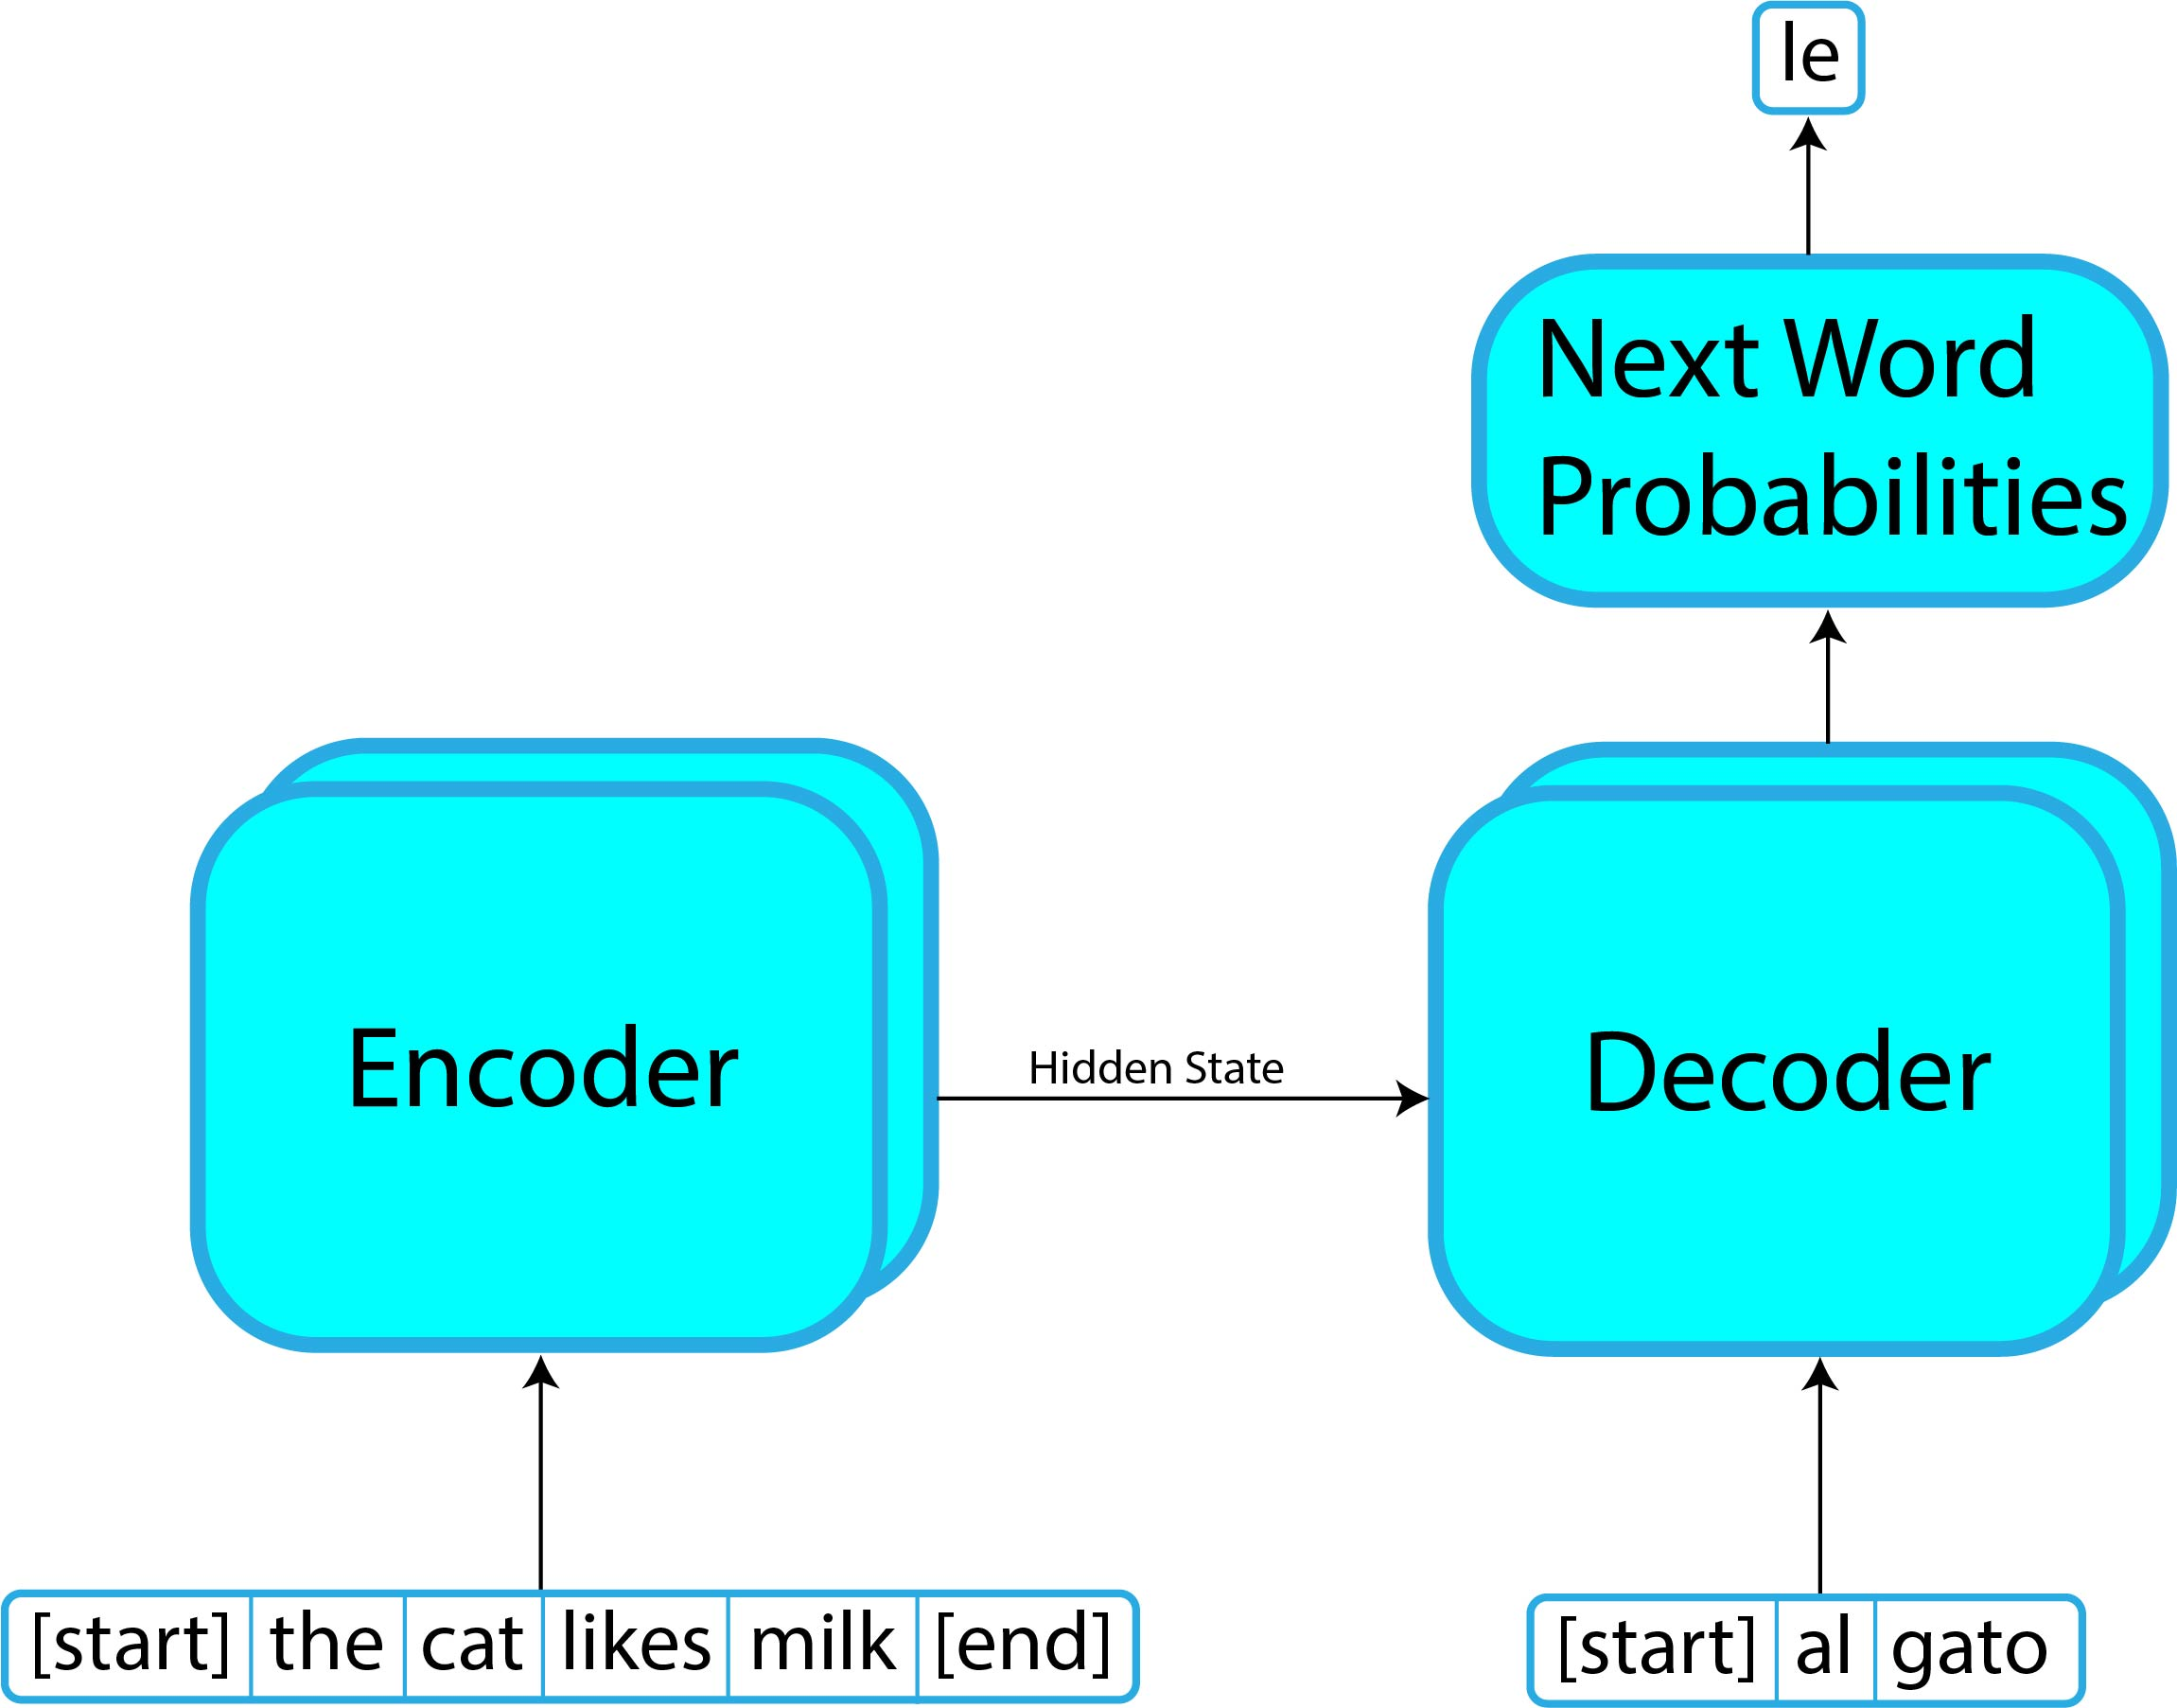 le
Next Word
Probabilities
Encoder
Hidden State
Decoder
[start] the cat likes milk [end]
[start] al gato